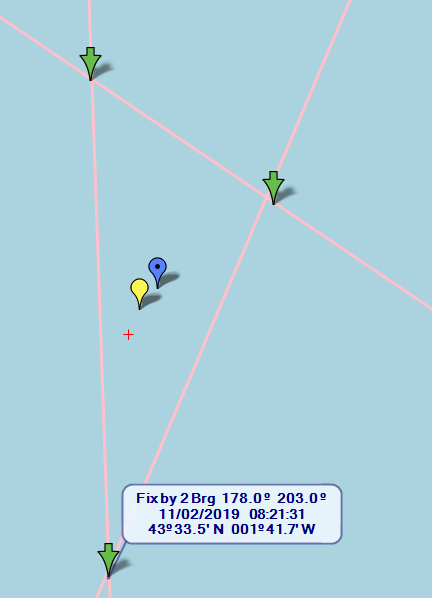 Fix by 2 Brg 178.0º 203.0º
11/02/2019 08:21:31
43º33.5' N 001º41.7' W